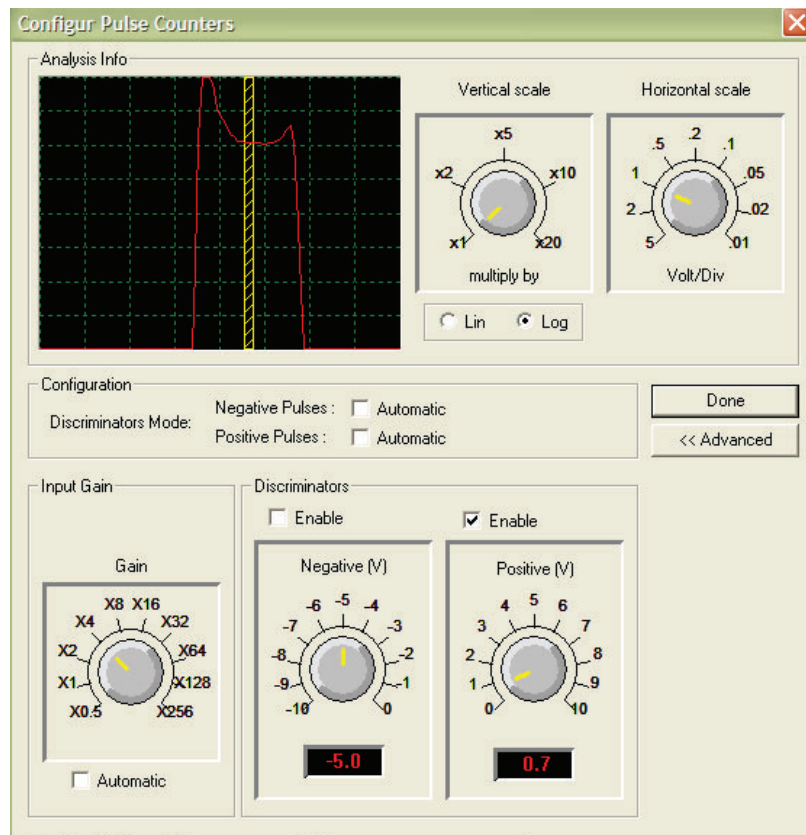 Configur Pulse Counters
Analysis Info
Vertical scale
x5
x2
x10
x1
x20
multiply by
Lin
Log
Horizontal scale
.2
.5
.1
1
.05
2
.02
5
.01
Volt/Div
Configuration
Discriminators Mode:
Negative Pulses :
Automatic
Positive Pulses :
Automatic
Done
<< Advanced
Input Gain
Gain
X8
X16
X4
X32
X2
X64
X1
X128
X0.5
X256
Automatic
Discriminators
Enable
Negative (V)
-5
-6
-4
-7
-3
-8
-2
-9
-1
-10
0
-5.0
Enable
Positive (V)
5
4
6
3
7
2
8
1
9
0
10
0.7